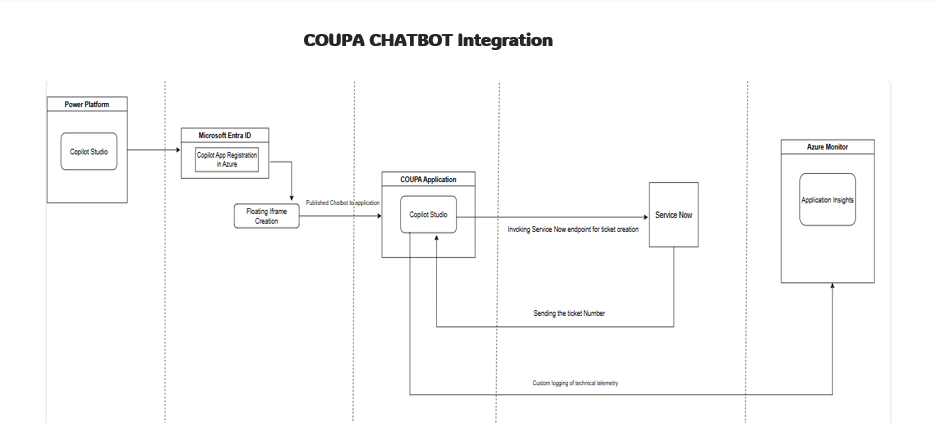 COUPA CHATBOT Integration
Power Platform
Copilot Studio
Microsoft Entra ID
Copilot App Registration
in Azure
Floating Iframe
Creation
Published Chatbot to application
COUPA Application
Copilot Studio
Invoking Service Now endpoint for ticket creation
Service Now
Sending the ticket Number
Custom logging of technical telemetry
Azure Monitor
Application Insights